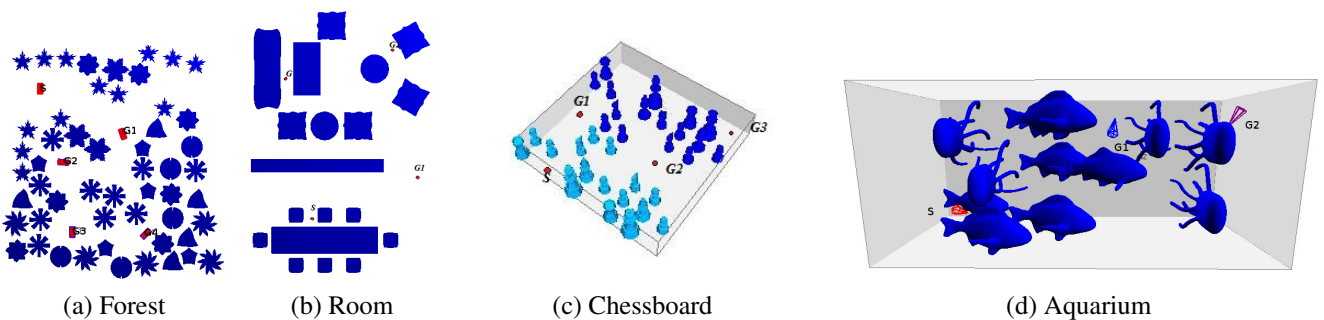 S
G1
G2
G3
G4
G
G2
G1
S
G1
G3
G2
S
G2
G1
S
(a) Forest
(b) Room
(c) Chessboard
(d) Aquarium